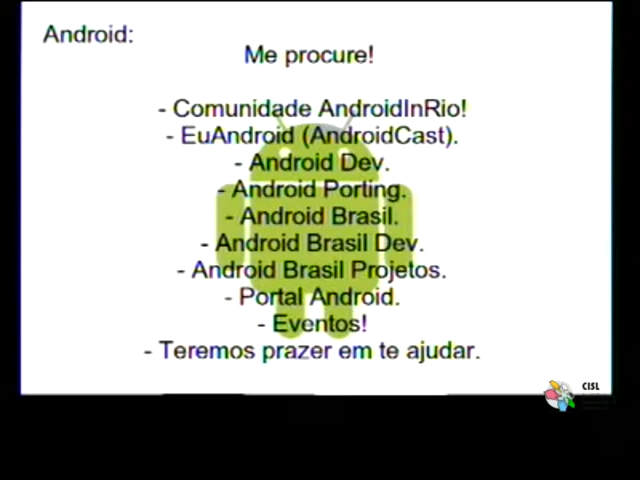 Android:
Me procure!
- Comunidade AndroidInRio!
- EuAndroid (AndroidCast).
- Android Dev.
- Android Porting.
- Android Brasil.
- Android Brasil Dev.
- Android Brasil Projetos.
- Portal Android.
- Eventos!
- Teremos prazer em te ajudar.
CISL